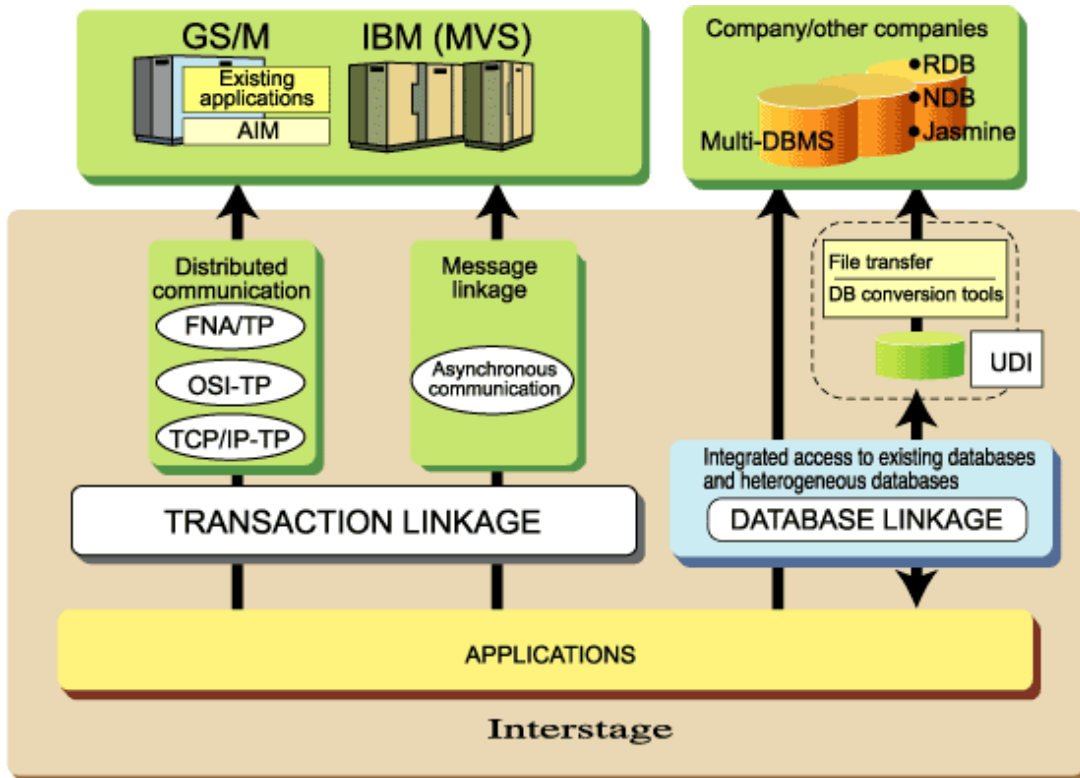 GS/M
IBM (MVS)
Existing
applications
AIM
Company/other companies
•RDB
•NDB
•Jasmine
Multi-DBMS
Distributed
communication
FNA/TP
OSI-TP
TCP/IP-TP
Message
linkage
Asynchronous
communication
File transfer
DB conversion tools
UDI
TRANSACTION LINKAGE
Integrated access to existing databases
and heterogeneous databases
DATABASE LINKAGE
APPLICATIONS
Interstage